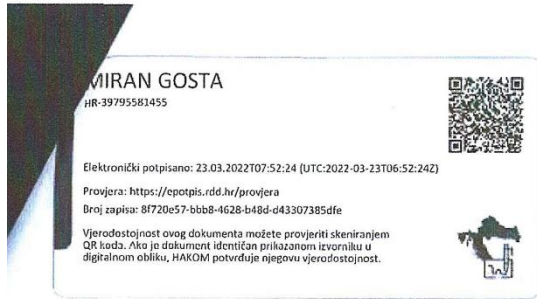 MIRAN GOSTA
HR-39795581455
Elektronički potpisano: 23.03.2022T07:52:24 (UTC:2022-03-23T06:52:24Z)
Provjera: https://epotpis.rdd.hr/provjera
Broj zapisa: 8f720e57-bbb8-4628-b48d-d43307385dfe
Vjerodostojnost ovog dokumenta možete provjeriti skeniranjem
QR koda. Ako je dokument identičan prikazanom izvorniku u
digitalnom obliku, HAKOM potvrđuje njegovu vjerodostojnost.